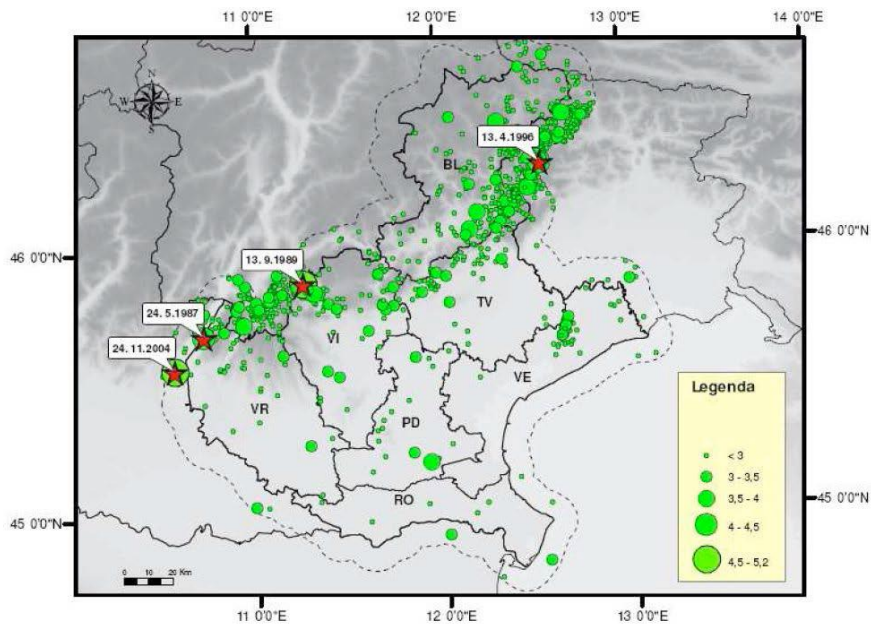 11 0'0"E 12 0'0"E 13 0'0"E 14 0'0"E
N
W E
S
13. 4.1996
BL
46 0'0"N
46 0'0"N
13. 9.1989
24. 5.1987
TV
24. 11.2004
VI
VE
Legenda
VR
PD
< 3
3 - 3,5
3,5 - 4
4 - 4,5
4,5 - 5,2
RO
45 0'0"N
45 0'0"N
0 10 20 Km
11 0'0"E 12 0'0"E 13 0'0"E